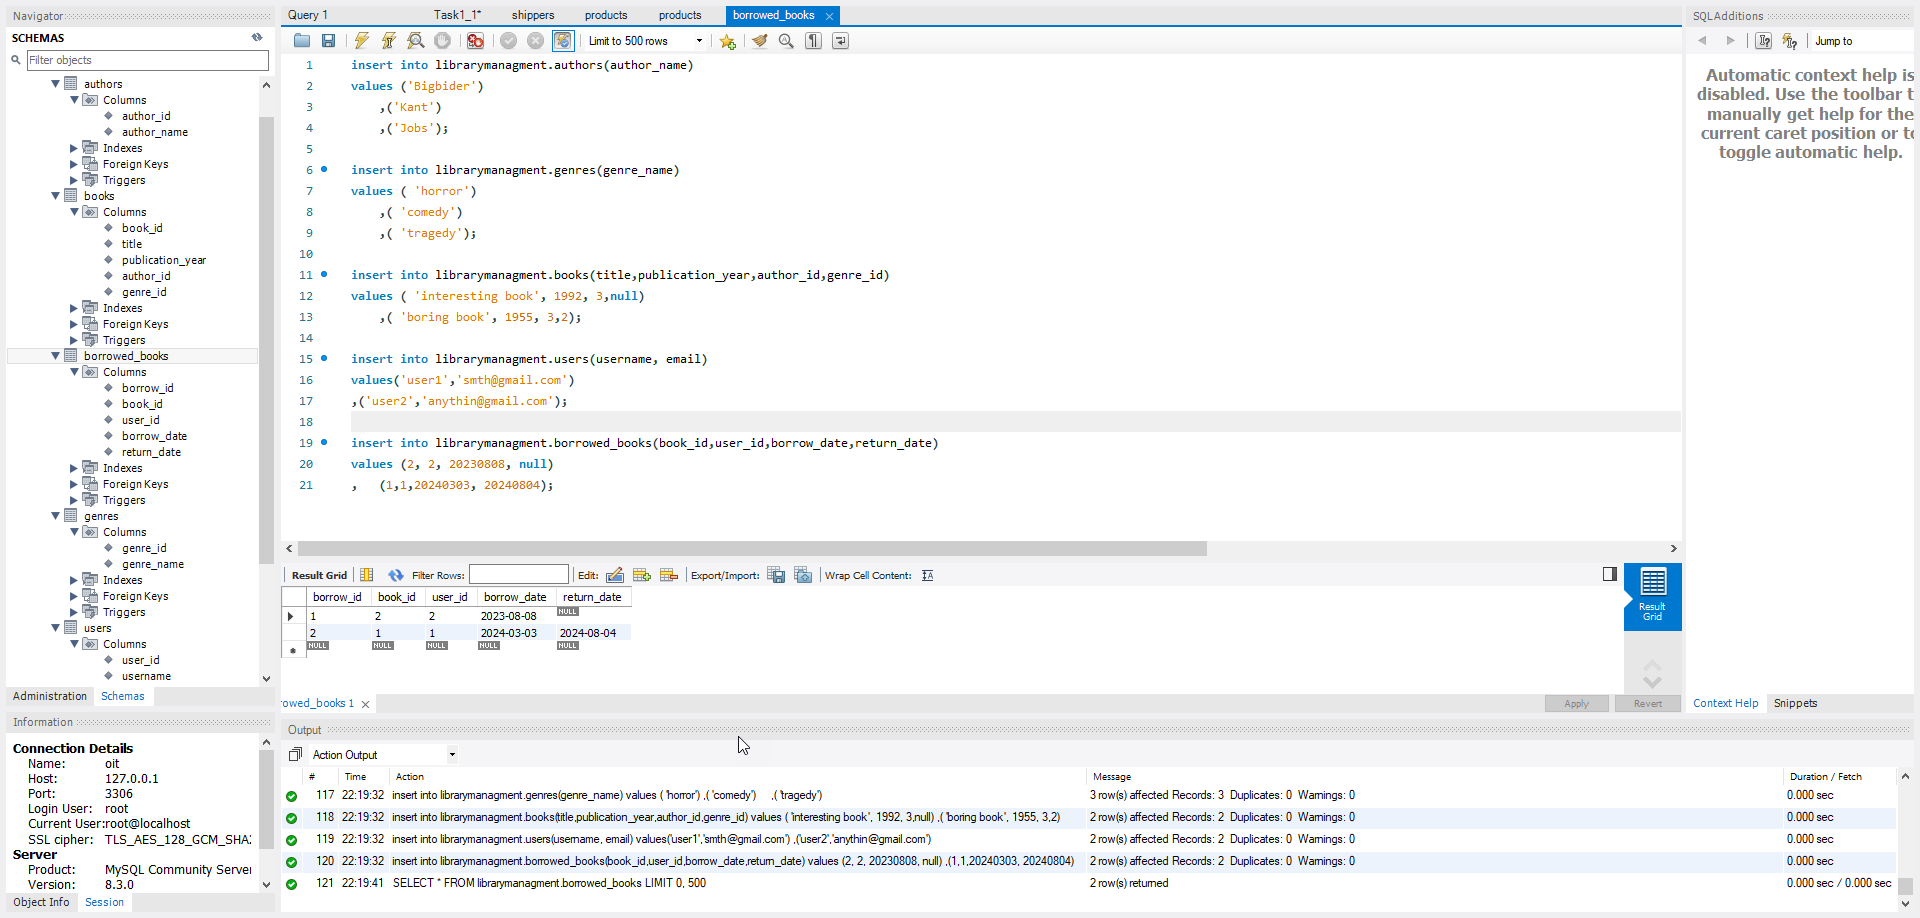 Navigator
SCHEMAS
Filter objects
authors
Columns
author_id
author_name
Indexes
Foreign Keys
Triggers
books
Columns
book_id
title
publication_year
author_id
genre_id
Indexes
Foreign Keys
Triggers
borrowed_books
Columns
borrow_id
book_id
user_id
borrow_date
return_date
Indexes
Foreign Keys
Triggers
genres
Columns
genre_id
genre_name
Indexes
Foreign Keys
Triggers
users
Columns
user_id
username
Administration Schemas
Information
Connection Details
Name: oit
Host: 127.0.0.1
Port: 3306
Login User: root
Current User:root@localhost
SSL cipher: TLS_AES_128_GCM_SHA
Server
Product: MySQL Community Server
Version: 8.3.0
Object Info Session
Query 1 Task1_1* shippers products products borrowed_books
Limit to 500 rows
1 insert into librarymanagment.authors(author_name)
2 values ('Bigbider')
3 ,('Kant')
4 ,('Jobs');
5
6 insert into librarymanagment.genres(genre_name)
7 values ( 'horror')
8 ,( 'comedy')
9 ,( 'tragedy');
10
11 insert into librarymanagment.books(title,publication_year,author_id,genre_id)
12 values ( 'interesting book', 1992, 3,null)
13 ,( 'boring book', 1955, 3,2);
14
15 insert into librarymanagment.users(username, email)
16 values('user1','smth@gmail.com')
17 ,('user2','anythin@gmail.com');
18
19 insert into librarymanagment.borrowed_books(book_id,user_id,borrow_date,return_date)
20 values (2, 2, 20230808, null)
21 , (1,1,20240303, 20240804);
Result Grid Filter Rows: Edit: Export/Import: Wrap Cell Content:
borrow_id book_id user_id borrow_date return_date
1 2 2 2023-08-08 NULL
2 1 1 2024-03-03 2024-08-04
NULL NULL NULL NULL NULL
Result Grid
rowed_books 1
Apply Revert
Output
Action Output
# Time Action Message Duration / Fetch
117 22:19:32 insert into librarymanagment.genres(genre_name) values ( 'horror') ,( 'comedy') ,( 'tragedy') 3 row(s) affected Records: 3 Duplicates: 0 Warnings: 0 0.000 sec
118 22:19:32 insert into librarymanagment.books(title,publication_year,author_id,genre_id) values ( 'interesting book', 1992, 3,null) ,( 'boring book', 1955, 3,2) 2 row(s) affected Records: 2 Duplicates: 0 Warnings: 0 0.000 sec
119 22:19:32 insert into librarymanagment.users(username, email) values('user1','smth@gmail.com') ,('user2','anythin@gmail.com') 2 row(s) affected Records: 2 Duplicates: 0 Warnings: 0 0.000 sec
120 22:19:32 insert into librarymanagment.borrowed_books(book_id,user_id,borrow_date,return_date) values (2, 2, 20230808, null) ,(1,1,20240303, 20240804) 2 row(s) affected Records: 2 Duplicates: 0 Warnings: 0 0.000 sec
121 22:19:41 SELECT * FROM librarymanagment.borrowed_books LIMIT 0, 500 2 row(s) returned 0.000 sec / 0.000 sec
SQLAdditions
Jump to
Automatic context help is
disabled. Use the toolbar t
manually get help for the
current caret position or to
toggle automatic help.
Context Help Snippets